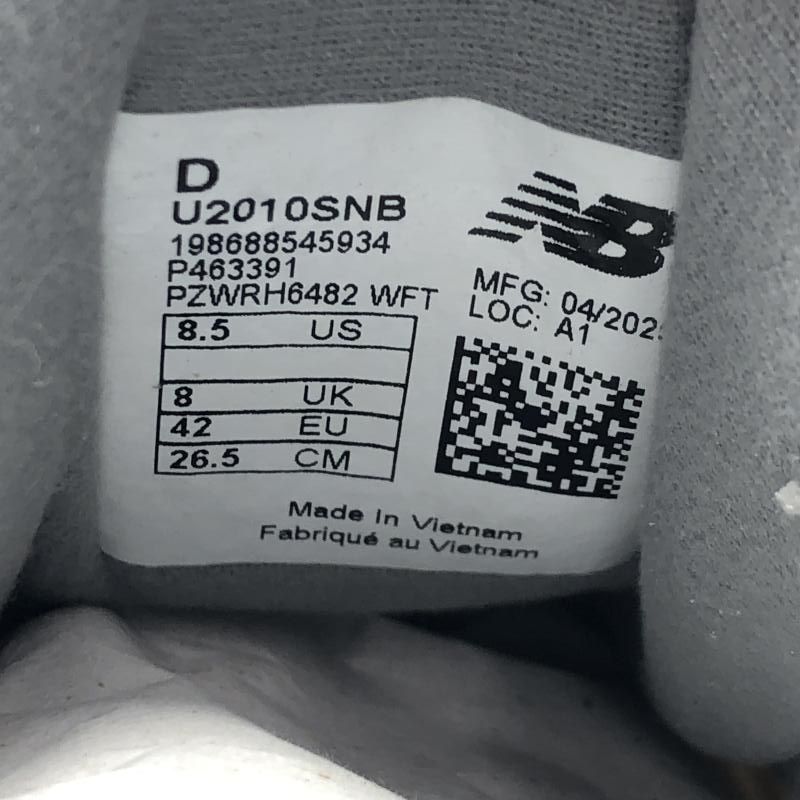 D
U2010SNB
198688545934
P463391
PZWRH6482 WFT
8.5 US
8 UK
42 EU
26.5 CM
NB
MFG: 04/202
LOC: A1
Made In Vietnam
Fabriqué au Vietnam